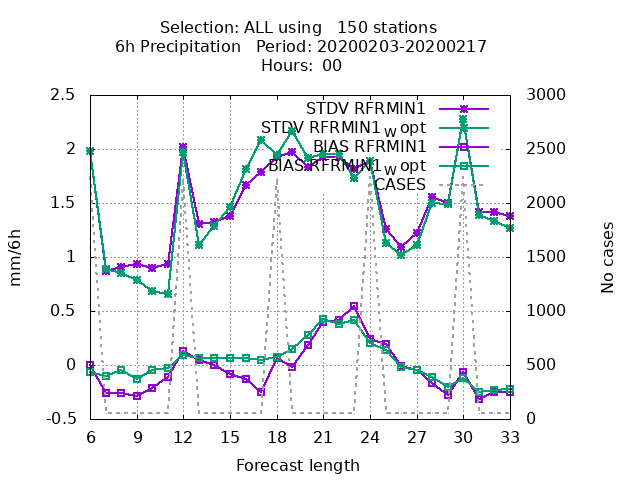 Selection: ALL using   150 stations
6h Precipitation   Period: 20200203-20200217
Hours: 00
2.5
2
1.5
1
0.5
0
-0.5
3000
2500
2000
1500
1000
500
0
STDV RFRMIN1
STDV RFRMIN1_W opt
BIAS RFRMIN1
BIAS RFRMIN1_W opt
CASES
mm/6h
No cases
6 9 12 15 18 21 24 27 30 33
Forecast length